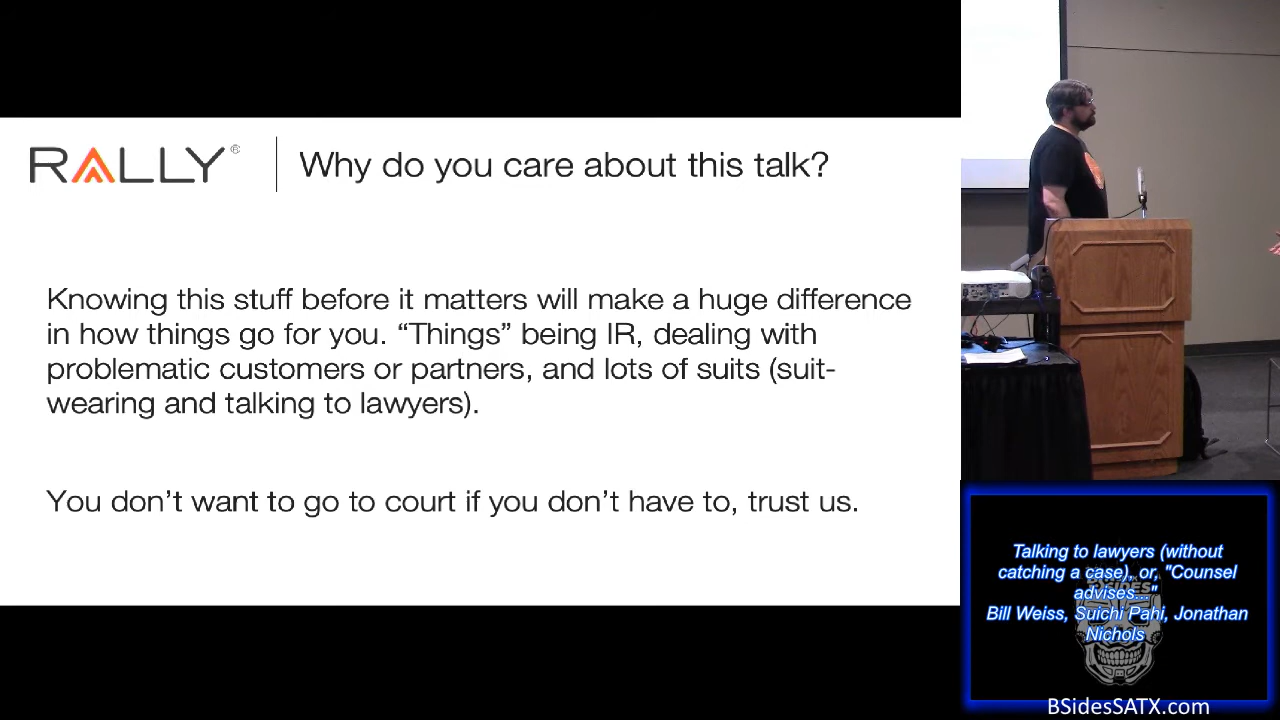 RALLY®
Why do you care about this talk?
Knowing this stuff before it matters will make a huge difference
in how things go for you. “Things” being IR, dealing with
problematic customers or partners, and lots of suits (suit-
wearing and talking to lawyers).
You don’t want to go to court if you don’t have to, trust us.
Talking to lawyers (without
catching a case), or, "Counsel
advises..."
Bill Weiss, Suichi Pahi, Jonathan
Nichols
BSidesSATX.com